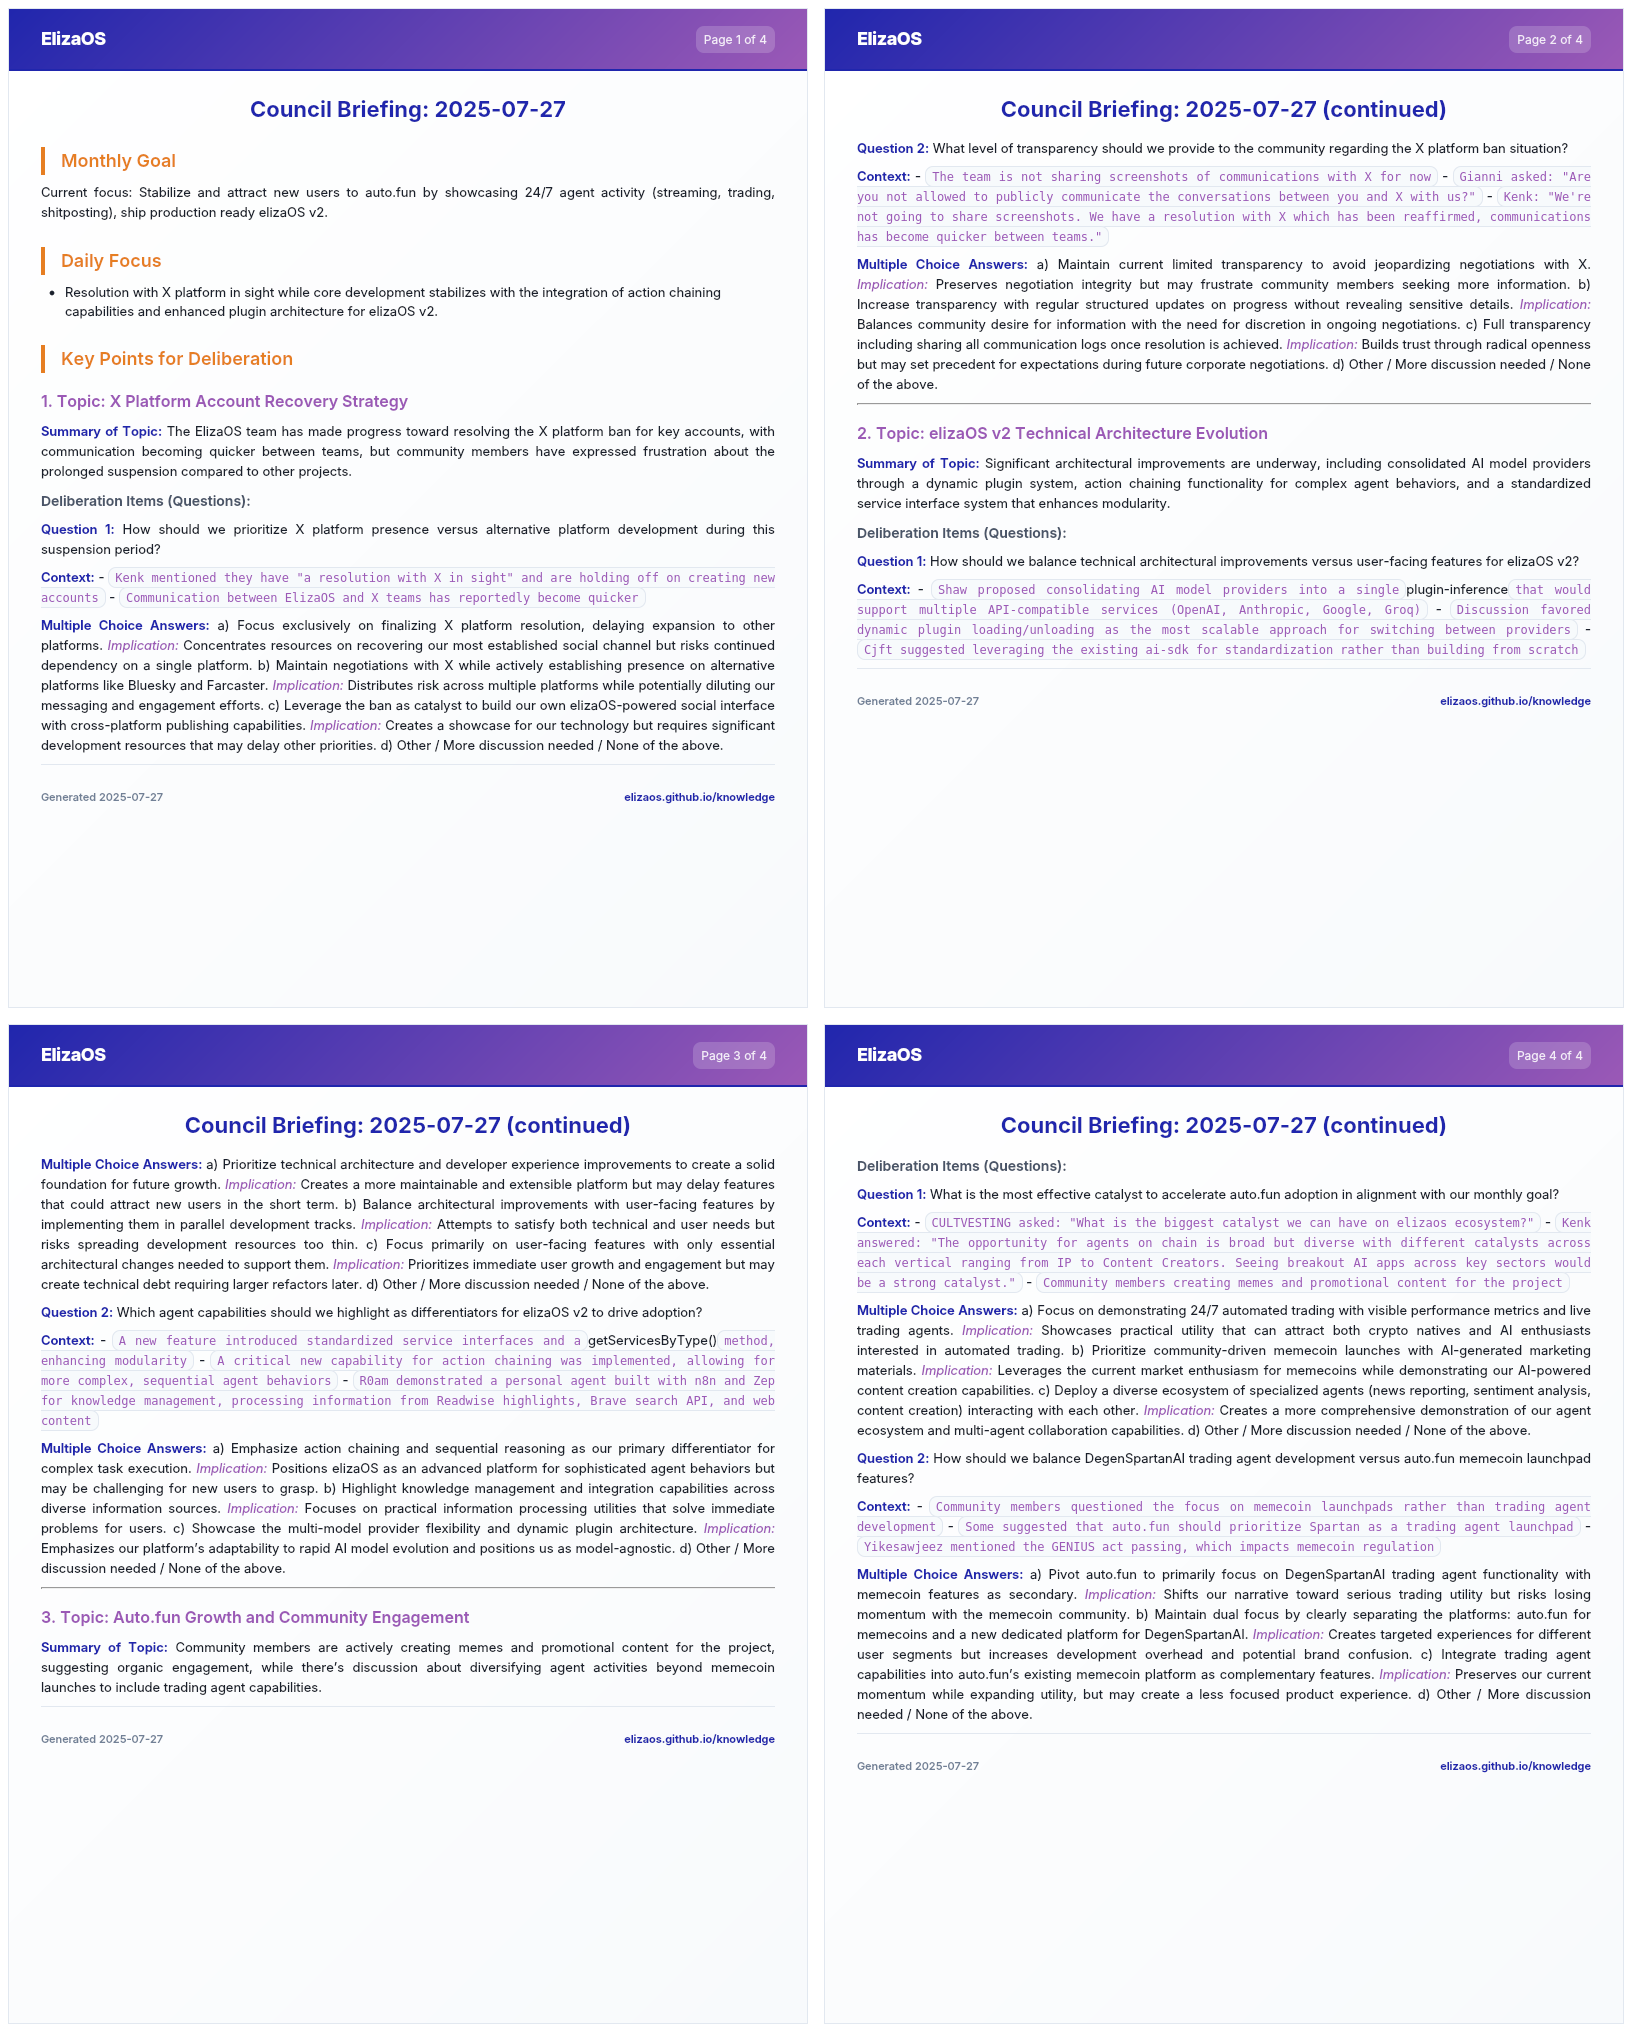 ElizaOS
Page 1 of 4
Council Briefing: 2025-07-27
Monthly Goal
Current focus: Stabilize and attract new users to auto.fun by showcasing 24/7 agent activity (streaming, trading,
shitposting), ship production ready elizaOS v2.
Daily Focus
• Resolution with X platform in sight while core development stabilizes with the integration of action chaining
capabilities and enhanced plugin architecture for elizaOS v2.
Key Points for Deliberation
1. Topic: X Platform Account Recovery Strategy
Summary of Topic: The ElizaOS team has made progress toward resolving the X platform ban for key accounts, with
communication becoming quicker between teams, but community members have expressed frustration about the
prolonged suspension compared to other projects.
Deliberation Items (Questions):
Question 1: How should we prioritize X platform presence versus alternative platform development during this
suspension period?
Context: - Kenk mentioned they have "a resolution with X in sight" and are holding off on creating new
accounts - Communication between ElizaOS and X teams has reportedly become quicker
Multiple Choice Answers: a) Focus exclusively on finalizing X platform resolution, delaying expansion to other
platforms. Implication: Concentrates resources on recovering our most established social channel but risks continued
dependency on a single platform. b) Maintain negotiations with X while actively establishing presence on alternative
platforms like Bluesky and Farcaster. Implication: Distributes risk across multiple platforms while potentially diluting our
messaging and engagement efforts. c) Leverage the ban as catalyst to build our own elizaOS-powered social interface
with cross-platform publishing capabilities. Implication: Creates a showcase for our technology but requires significant
development resources that may delay other priorities. d) Other / More discussion needed / None of the above.
Generated 2025-07-27
elizaos.github.io/knowledge
ElizaOS
Page 2 of 4
Council Briefing: 2025-07-27 (continued)
Question 2: What level of transparency should we provide to the community regarding the X platform ban situation?
Context: - The team is not sharing screenshots of communications with X for now - Gianni asked: "Are
you not allowed to publicly communicate the conversations between you and X with us?" - Kenk: "We're
not going to share screenshots. We have a resolution with X which has been reaffirmed, communications
has become quicker between teams."
Multiple Choice Answers: a) Maintain current limited transparency to avoid jeopardizing negotiations with X.
Implication: Preserves negotiation integrity but may frustrate community members seeking more information. b)
Increase transparency with regular structured updates on progress without revealing sensitive details. Implication:
Balances community desire for information with the need for discretion in ongoing negotiations. c) Full transparency
including sharing all communication logs once resolution is achieved. Implication: Builds trust through radical openness
but may set precedent for expectations during future corporate negotiations. d) Other / More discussion needed / None
of the above.
2. Topic: elizaOS v2 Technical Architecture Evolution
Summary of Topic: Significant architectural improvements are underway, including consolidated AI model providers
through a dynamic plugin system, action chaining functionality for complex agent behaviors, and a standardized
service interface system that enhances modularity.
Deliberation Items (Questions):
Question 1: How should we balance technical architectural improvements versus user-facing features for elizaOS v2?
Context: - Shaw proposed consolidating AI model providers into a single plugin-inference that would
support multiple API-compatible services (OpenAI, Anthropic, Google, Groq) - Discussion favored
dynamic plugin loading/unloading as the most scalable approach for switching between providers -
Cjft suggested leveraging the existing ai-sdk for standardization rather than building from scratch
Generated 2025-07-27
elizaos.github.io/knowledge
ElizaOS
Page 3 of 4
Council Briefing: 2025-07-27 (continued)
Multiple Choice Answers: a) Prioritize technical architecture and developer experience improvements to create a solid
foundation for future growth. Implication: Creates a more maintainable and extensible platform but may delay features
that could attract new users in the short term. b) Balance architectural improvements with user-facing features by
implementing them in parallel development tracks. Implication: Attempts to satisfy both technical and user needs but
risks spreading development resources too thin. c) Focus primarily on user-facing features with only essential
architectural changes needed to support them. Implication: Prioritizes immediate user growth and engagement but may
create technical debt requiring larger refactors later. d) Other / More discussion needed / None of the above.
Question 2: Which agent capabilities should we highlight as differentiators for elizaOS v2 to drive adoption?
Context: - A new feature introduced standardized service interfaces and a getServicesByType() method,
enhancing modularity - A critical new capability for action chaining was implemented, allowing for
more complex, sequential agent behaviors - R0am demonstrated a personal agent built with n8n and Zep
for knowledge management, processing information from Readwise highlights, Brave search API, and web
content
Multiple Choice Answers: a) Emphasize action chaining and sequential reasoning as our primary differentiator for
complex task execution. Implication: Positions elizaOS as an advanced platform for sophisticated agent behaviors but
may be challenging for new users to grasp. b) Highlight knowledge management and integration capabilities across
diverse information sources. Implication: Focuses on practical information processing utilities that solve immediate
problems for users. c) Showcase the multi-model provider flexibility and dynamic plugin architecture. Implication:
Emphasizes our platform's adaptability to rapid AI model evolution and positions us as model-agnostic. d) Other / More
discussion needed / None of the above.
3. Topic: Auto.fun Growth and Community Engagement
Summary of Topic: Community members are actively creating memes and promotional content for the project,
suggesting organic engagement, while there's discussion about diversifying agent activities beyond memecoin
launches to include trading agent capabilities.
Generated 2025-07-27
elizaos.github.io/knowledge
ElizaOS
Page 4 of 4
Council Briefing: 2025-07-27 (continued)
Deliberation Items (Questions):
Question 1: What is the most effective catalyst to accelerate auto.fun adoption in alignment with our monthly goal?
Context: - CULTVESTING asked: "What is the biggest catalyst we can have on elizaos ecosystem?" - Kenk
answered: "The opportunity for agents on chain is broad but diverse with different catalysts across
each vertical ranging from IP to Content Creators. Seeing breakout AI apps across key sectors would
be a strong catalyst." - Community members creating memes and promotional content for the project
Multiple Choice Answers: a) Focus on demonstrating 24/7 automated trading with visible performance metrics and live
trading agents. Implication: Showcases practical utility that can attract both crypto natives and AI enthusiasts
interested in automated trading. b) Prioritize community-driven memecoin launches with AI-generated marketing
materials. Implication: Leverages the current market enthusiasm for memecoins while demonstrating our AI-powered
content creation capabilities. c) Deploy a diverse ecosystem of specialized agents (news reporting, sentiment analysis,
content creation) interacting with each other. Implication: Creates a more comprehensive demonstration of our agent
ecosystem and multi-agent collaboration capabilities. d) Other / More discussion needed / None of the above.
Question 2: How should we balance DegenSpartanAI trading agent development versus auto.fun memecoin launchpad
features?
Context: - Community members questioned the focus on memecoin launchpads rather than trading agent
development - Some suggested that auto.fun should prioritize Spartan as a trading agent launchpad -
Yikesawjeez mentioned the GENIUS act passing, which impacts memecoin regulation
Multiple Choice Answers: a) Pivot auto.fun to primarily focus on DegenSpartanAI trading agent functionality with
memecoin features as secondary. Implication: Shifts our narrative toward serious trading utility but risks losing
momentum with the memecoin community. b) Maintain dual focus by clearly separating the platforms: auto.fun for
memecoins and a new dedicated platform for DegenSpartanAI. Implication: Creates targeted experiences for different
user segments but increases development overhead and potential brand confusion. c) Integrate trading agent
capabilities into auto.fun's existing memecoin platform as complementary features. Implication: Preserves our current
momentum while expanding utility, but may create a less focused product experience. d) Other / More discussion
needed / None of the above.
Generated 2025-07-27
elizaos.github.io/knowledge